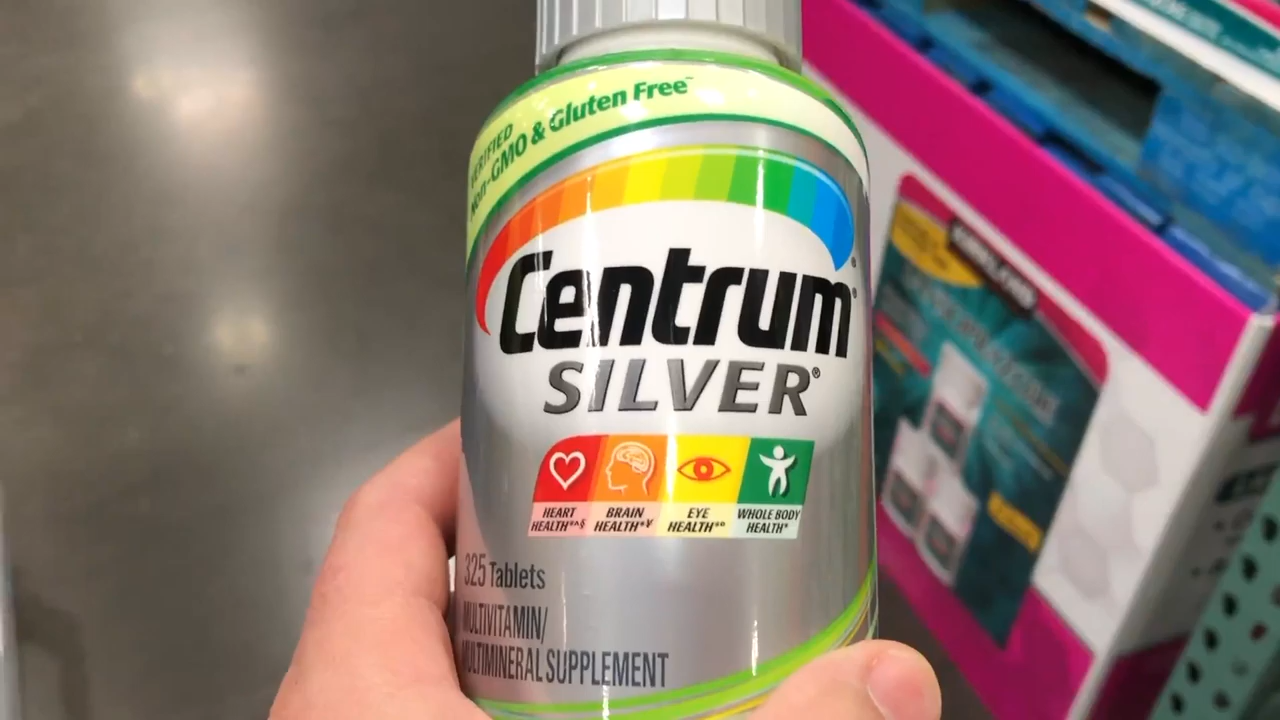 VERIFIED
Non-GMO & Gluten Free™
Centrum®
SILVER®
HEART
HEALTH*^§
BRAIN
HEALTH*¥
EYE
HEALTH*
WHOLE BODY
HEALTH*
325 Tablets
MULTIVITAMIN/
MULTIMINERAL SUPPLEMENT
KIRKLAND